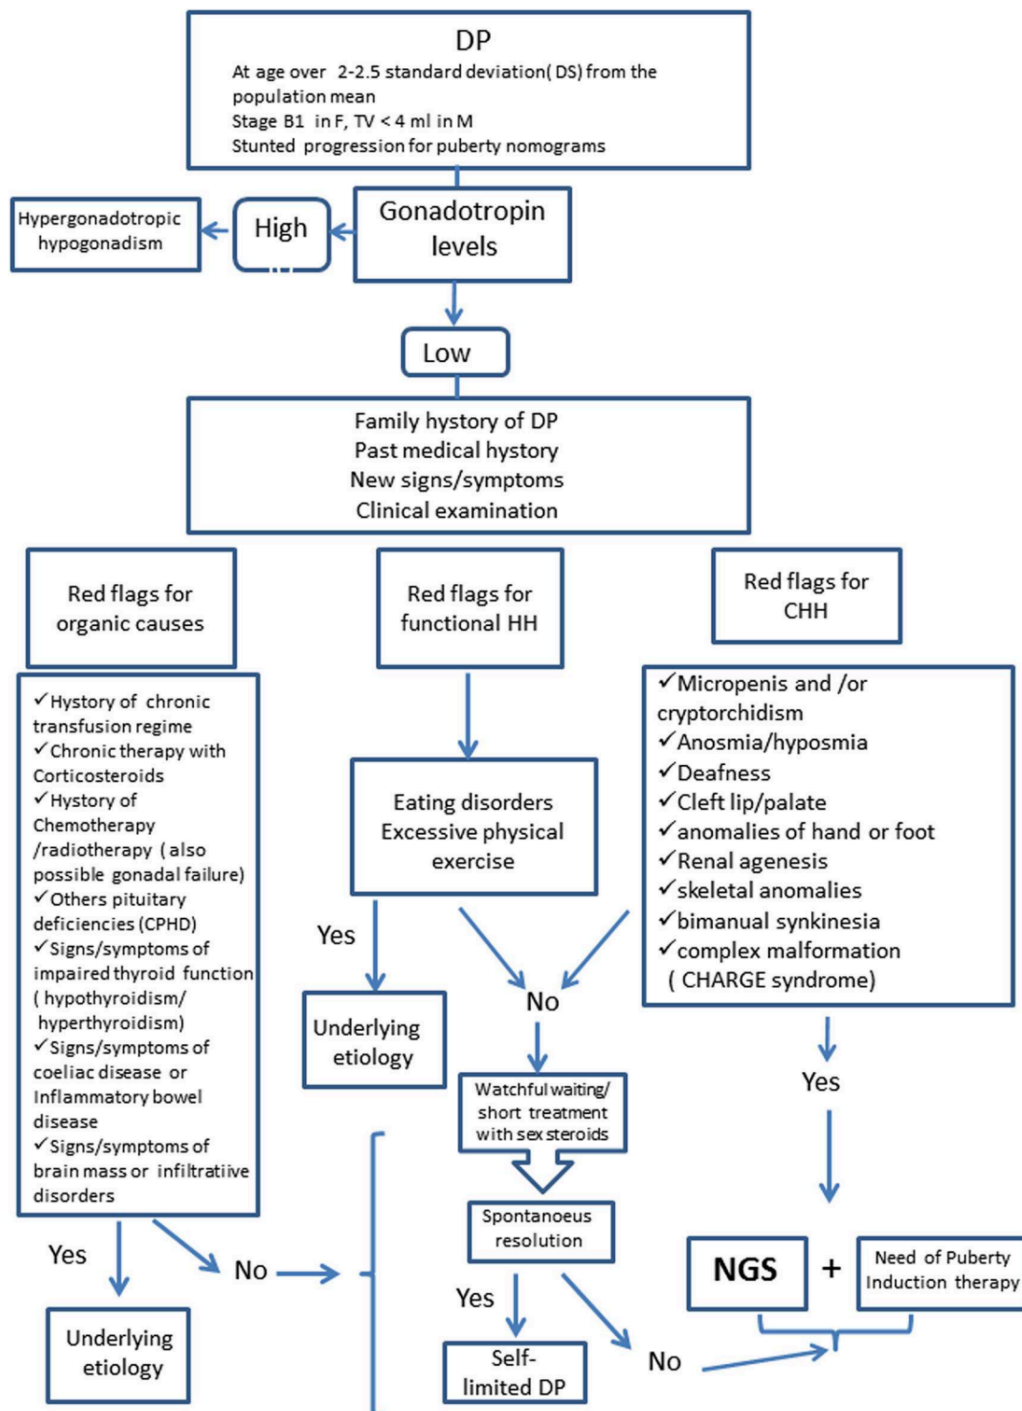 DP
At age over 2-2.5 standard deviation( DS) from the
population mean
Stage B1 in F, TV < 4 ml in M
Stunted progression for puberty nomograms
Gonadotropin
levels
High
Hypergonadotropic
hypogonadism
Low
Family hystory of DP
Past medical hystory
New signs/symptoms
Clinical examination
Red flags for
organic causes
Red flags for
functional HH
Red flags for
CHH
✓Hystory of chronic
transfusion regime
✓Chronic therapy with
Corticosteroids
✓Hystory of
Chemotherapy
/radiotherapy ( also
possible gonadal failure)
✓Others pituitary
deficiencies (CPHD)
✓Signs/symptoms of
impaired thyroid function
( hypothyroidism/
hyperthyroidism)
✓Signs/symptoms of
coeliac disease or
Inflammatory bowel
disease
✓Signs/symptoms of
brain mass or infiltratiive
disorders
Eating disorders
Excessive physical
exercise
✓Micropenis and /or
cryptorchidism
✓Anosmia/hyposmia
✓Deafness
✓Cleft lip/palate
✓anomalies of hand or foot
✓Renal agenesis
✓skeletal anomalies
✓bimanual synkinesia
✓complex malformation
( CHARGE syndrome)
Yes
No
Underlying
etiology
Yes
Watchful waiting/
short treatment
with sex steroids
Spontanoeus
resolution
Yes
No
Underlying
etiology
Yes
Self-
limited DP
No
NGS
+
Need of Puberty
Induction therapy